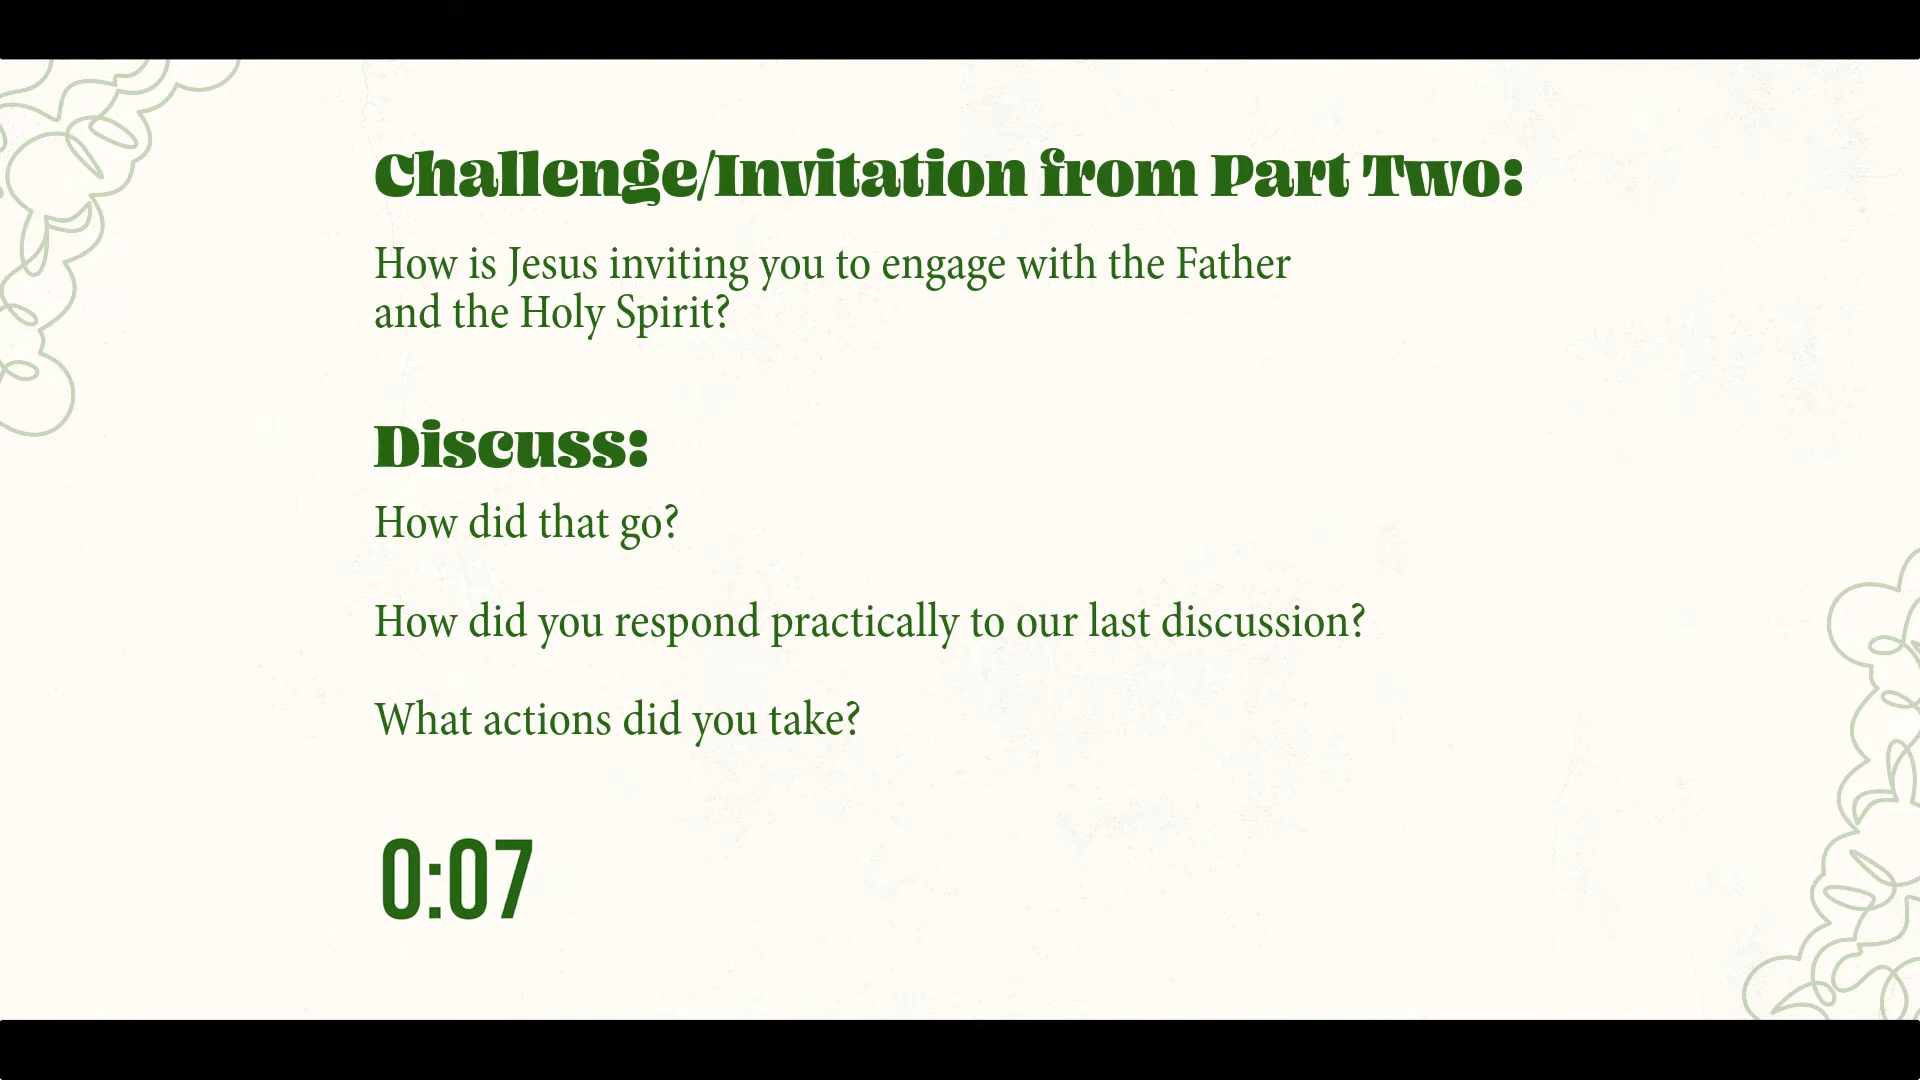 Challenge/Invitation from Part Two:
How is Jesus inviting you to engage with the Father
and the Holy Spirit?
Discuss:
How did that go?
How did you respond practically to our last discussion?
What actions did you take?
0:07